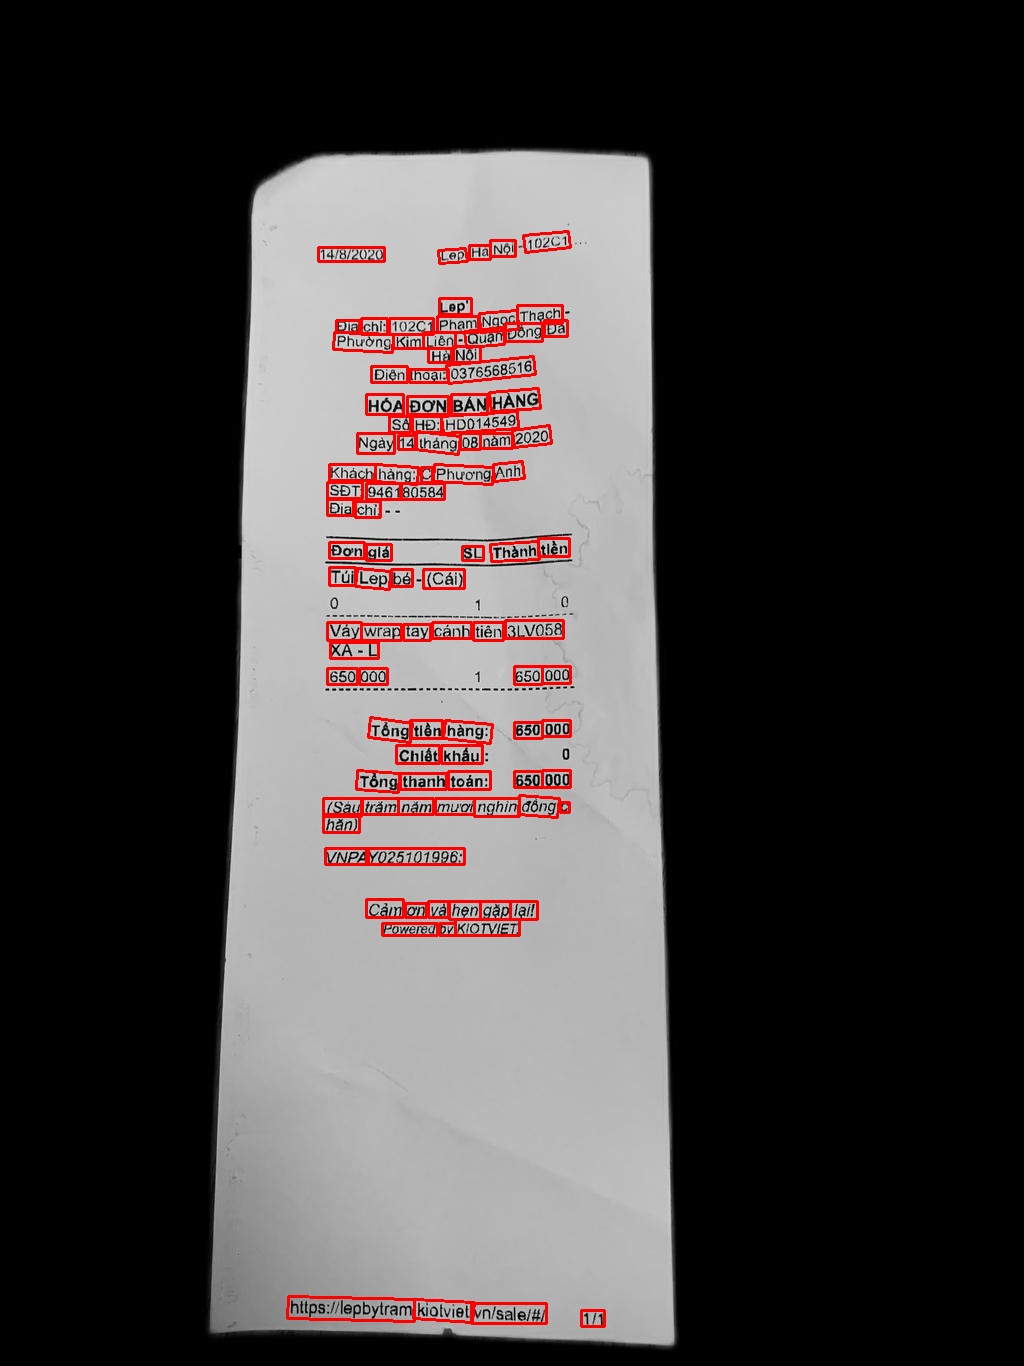 14/8/2020 Lep Hà Nội - 102C1 ...
Lep'
Địa chỉ: 102C1 Phạm Ngọc Thạch -
Phường Kim Liên - Quận Đống Đa
Hà Nội
Điện thoại: 0376568516
HÓA ĐƠN BÁN HÀNG
Số HĐ: HD014549
Ngày 14 tháng 08 năm 2020
Khách hàng: C Phương Anh
SĐT: 946180584
Địa chỉ: - -
Đơn giá SL Thành tiền
Túi Lep bé - (Cái)
0 1 0
Váy wrap tay cánh tiên 3LV058
XA - L
650,000 1 650,000
Tổng tiền hàng: 650,000
Chiết khấu : 0
Tổng thanh toán: 650,000
(Sáu trăm năm mươi nghìn đồng c
hẵn)
VNPAY025101996:
Cảm ơn và hẹn gặp lại!
Powered by KIOTVIET.
https://lepbytram.kiotviet.vn/sale/#/ 1/1